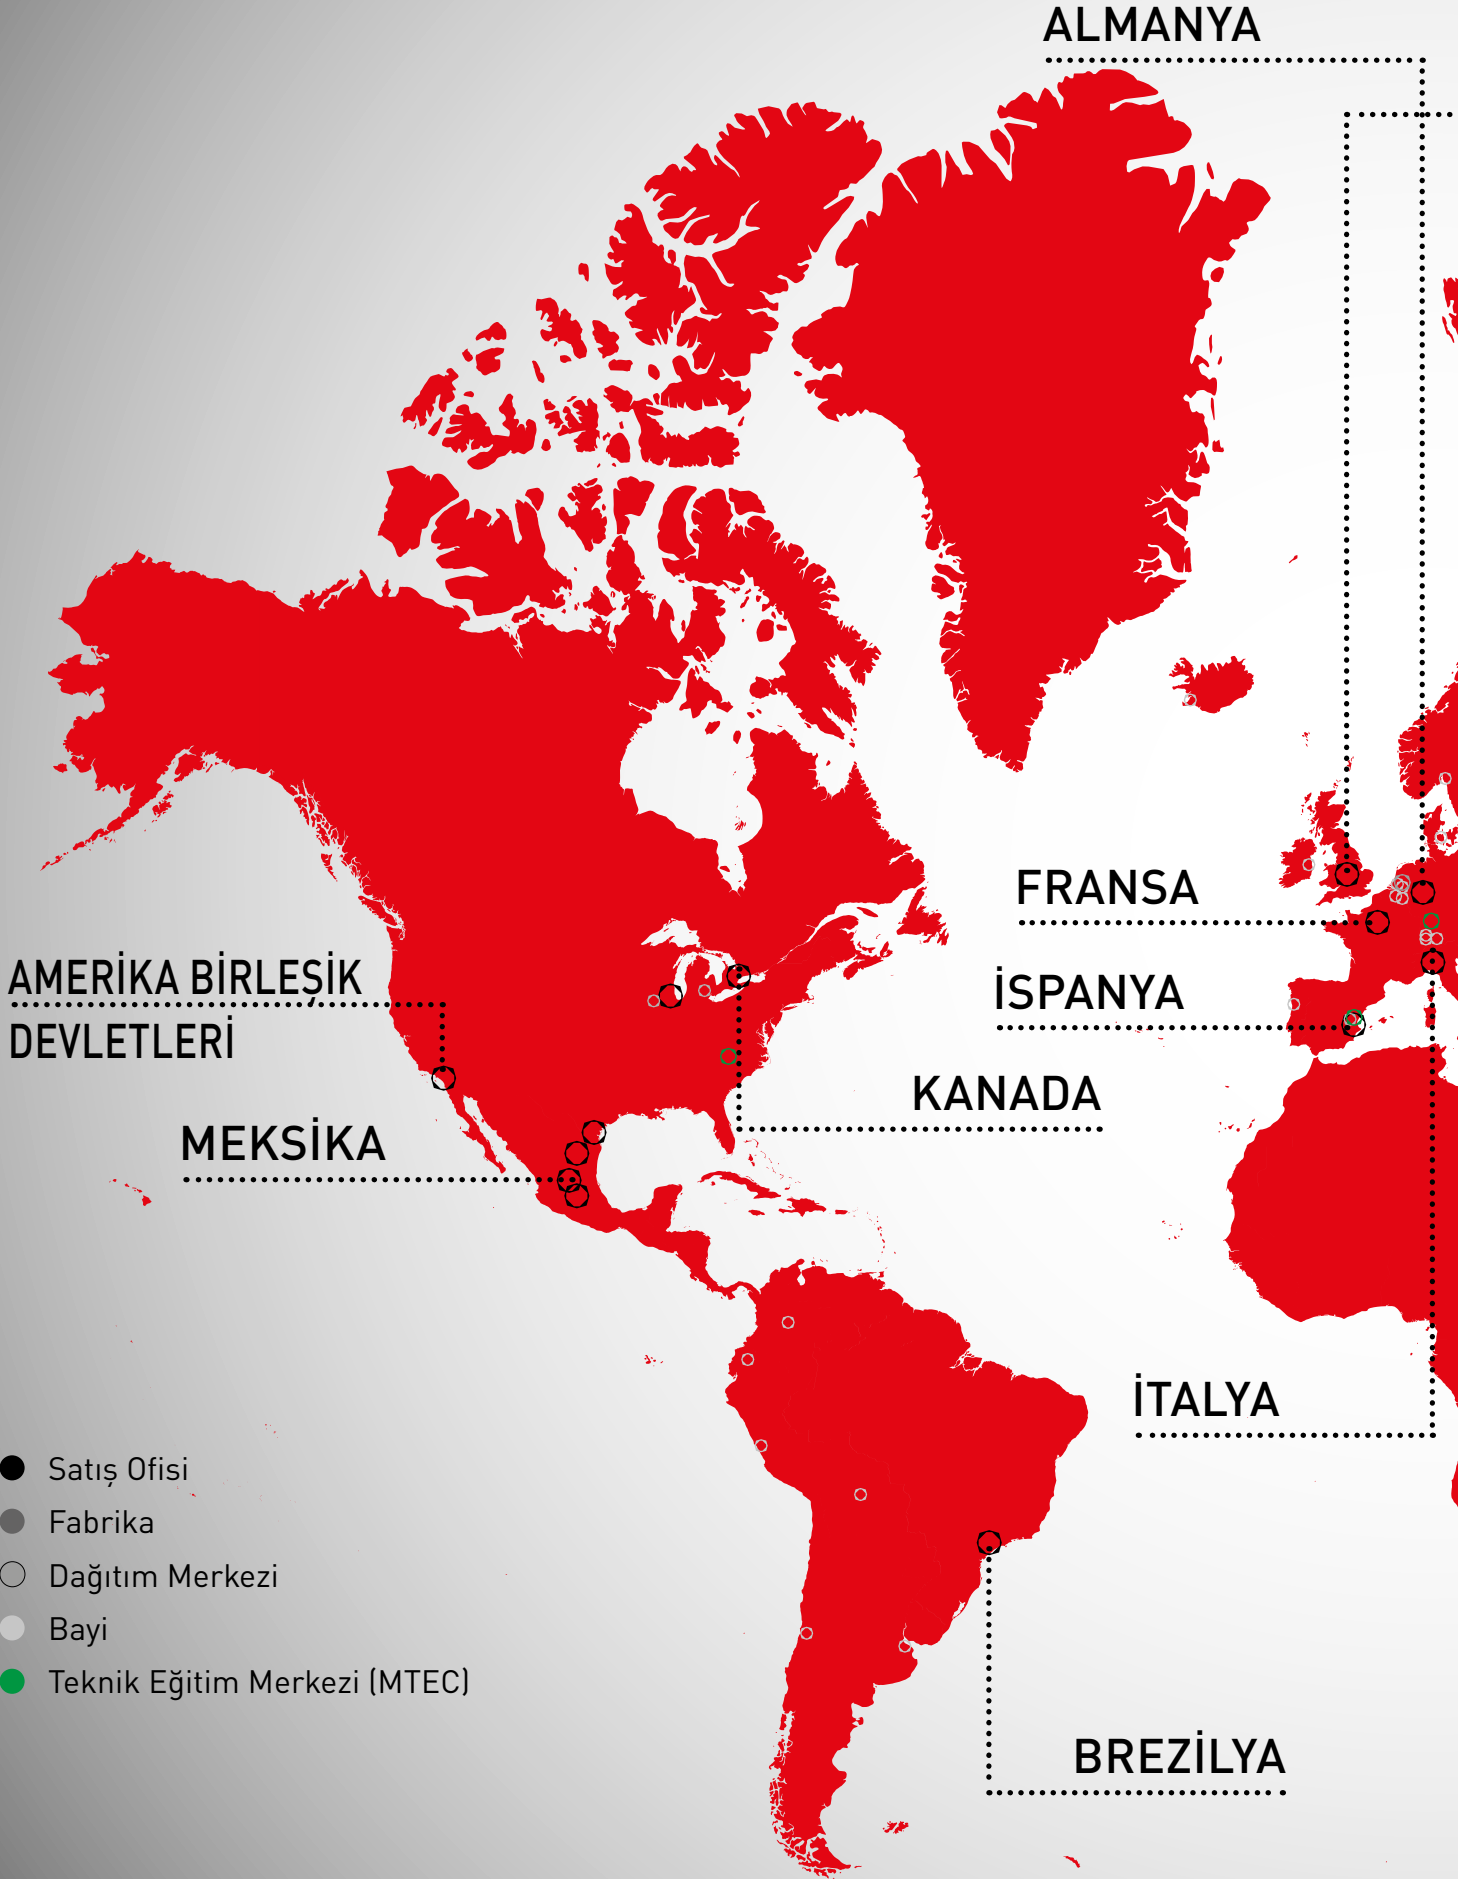 ALMANYA
FRANSA
AMERİKA BİRLEŞİK
DEVLETLERİ
İSPANYA
KANADA
MEKSİKA
İTALYA
Satış Ofisi
Fabrika
Dağıtım Merkezi
Bayi
Teknik Eğitim Merkezi (MTEC)
BREZİLYA